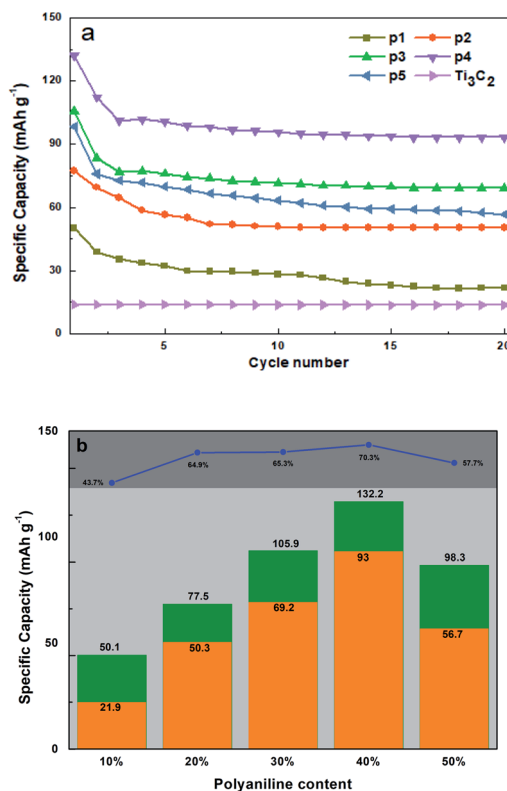 a
p1 p2
p3 p4
p5 Ti₃C₂
Specific Capacity (mAh g⁻¹)
150
120
90
60
30
0
5 10 15 20
Cycle number
b
Specific Capacity (mAh g⁻¹)
150
100
50
0
43.7% 64.9% 65.3% 70.3% 57.7%
50.1 77.5 105.9 132.2 98.3
21.9 50.3 69.2 93 56.7
10% 20% 30% 40% 50%
Polyaniline content